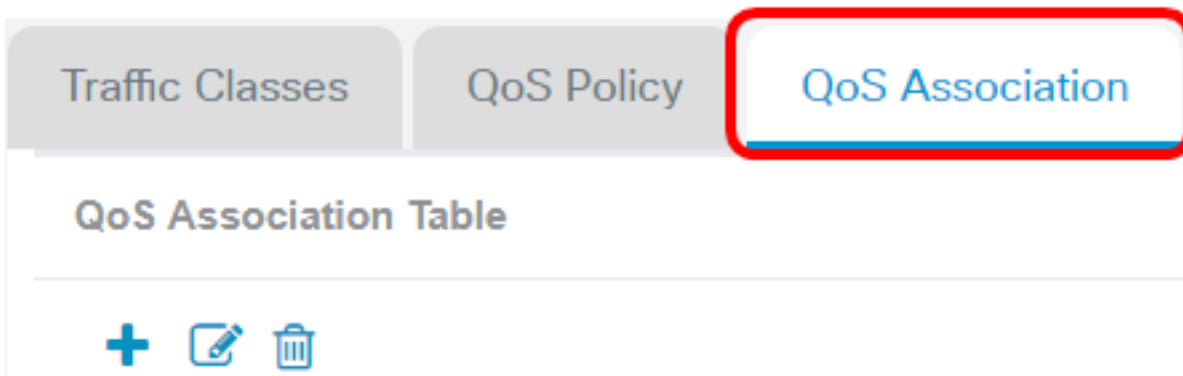 Traffic Classes QoS Policy QoS Association
QoS Association Table